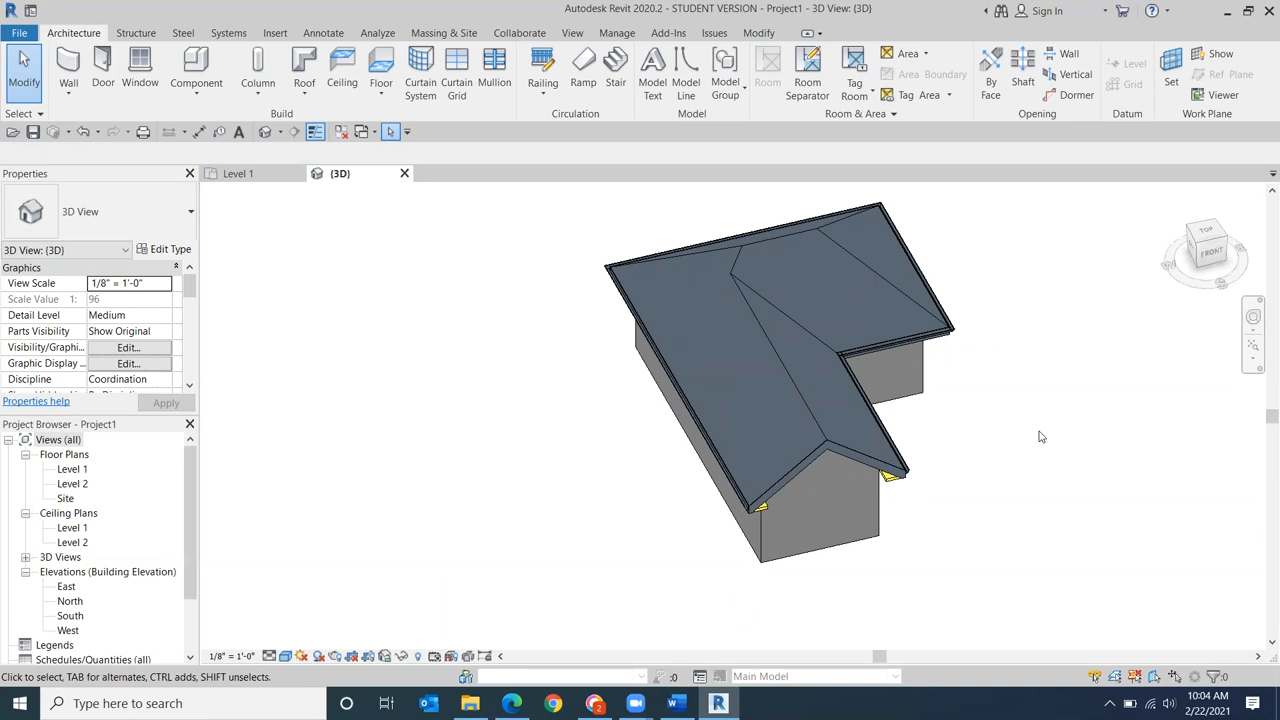 Autodesk Revit 2020.2 - STUDENT VERSION - Project1 - 3D View: {3D}
Sign In
File Architecture Structure Steel Systems Insert Annotate Analyze Massing & Site Collaborate View Manage Add-Ins Issues Modify
Modify Wall Door Window Component Column Roof Ceiling Floor Curtain System Curtain Grid Mullion Railing Ramp Stair Model Text Model Line Model Group Room Room Separator Tag Room Area Area Boundary Tag Area By Face Shaft Wall Vertical Dormer Level Grid Set Show Ref Plane Viewer
Select Build Circulation Model Room & Area Opening Datum Work Plane
Properties
Level 1 {3D}
3D View
3D View: {3D} Edit Type
Graphics
View Scale 1/8" = 1'-0"
Scale Value 1: 96
Detail Level Medium
Parts Visibility Show Original
Visibility/Graphi... Edit...
Graphic Display ... Edit...
Discipline Coordination
Properties help Apply
Project Browser - Project1
Views (all)
Floor Plans
Level 1
Level 2
Site
Ceiling Plans
Level 1
Level 2
3D Views
Elevations (Building Elevation)
East
North
South
West
Legends
Schedules/Quantities (all)
TOP
FRONT
1/8" = 1'-0"
Click to select, TAB for alternates, CTRL adds, SHIFT unselects.
:0
Main Model
:0
Type here to search
10:04 AM
2/22/2021